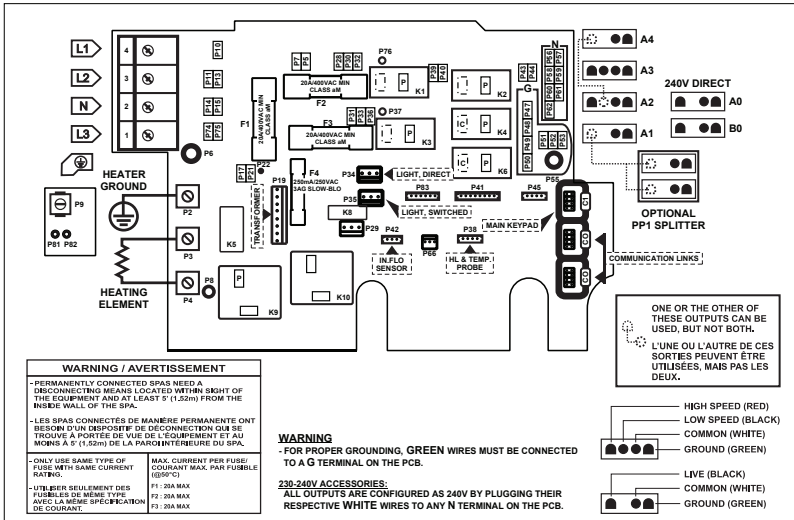 L1
L2
N
L3
4
3
2
1
P10
P11
P13
P14
P15
P74
P75
P6
P7
P5
P28
P30
P32
P76
20A/400VAC MIN
CLASS aM
F2
P
K1
P39
P40
F1
20A/400VAC MIN
CLASS aM
20A/400VAC MIN
CLASS aM
F3
P31
P33
P36
P37
P
K3
P
K2
C
P
K4
C
P
K6
P43
P44
G
N
P56
P57
P58
P59
P60
P61
P62
P47
P48
P49
P50
P51
P52
P53
A4
A3
A2
A1
240V DIRECT
A0
B0
OPTIONAL
PP1 SPLITTER
P17
P21
P22
P19
TRANSFORMER
F4
250mA/250VAC
3AG SLOW-BLO
P34
LIGHT, DIRECT
P35
LIGHT, SWITCHED
K8
P29
P83
P41
P45
P55
C1
CO
CO
MAIN KEYPAD
COMMUNICATION LINKS
P42
IN.FLO
SENSOR
P66
P38
HL & TEMP.
PROBE
HEATER
GROUND
P9
P81 P82
P2
P3
P4
P8
K5
K9
K10
HEATING
ELEMENT
ONE OR THE OTHER OF
THESE OUTPUTS CAN BE
USED, BUT NOT BOTH.
L'UNE OU L'AUTRE DE CES
SORTIES PEUVENT ÊTRE
UTILISÉES, MAIS PAS LES
DEUX.
WARNING / AVERTISSEMENT
- PERMANENTLY CONNECTED SPAS NEED A
DISCONNECTING MEANS LOCATED WITHIN SIGHT OF
THE EQUIPMENT AND AT LEAST 5' (1,52m) FROM THE
INSIDE WALL OF THE SPA.
- LES SPAS CONNECTÉS DE MANIÈRE PERMANENTE ONT
BESOIN D'UN DISPOSITIF DE DÉCONNECTION QUI SE
TROUVE À PORTÉE DE VUE DE L'ÉQUIPEMENT ET AU
MOINS À 5' (1,52m) DE LA PAROI INTÉRIEURE DU SPA.
- ONLY USE SAME TYPE OF
FUSE WITH SAME CURRENT
RATING.
- UTILISER SEULEMENT DES
FUSIBLES DE MÊME TYPE
AVEC LA MÊME SPÉCIFICATION
DE COURANT.
MAX. CURRENT PER FUSE/
COURANT MAX. PAR FUSIBLE
(@50°C)
F1 : 20A MAX
F2 : 20A MAX
F3 : 20A MAX
WARNING
- FOR PROPER GROUNDING, GREEN WIRES MUST BE CONNECTED
TO A G TERMINAL ON THE PCB.
230-240V ACCESSORIES:
ALL OUTPUTS ARE CONFIGURED AS 240V BY PLUGGING THEIR
RESPECTIVE WHITE WIRES TO ANY N TERMINAL ON THE PCB.
HIGH SPEED (RED)
LOW SPEED (BLACK)
COMMON (WHITE)
GROUND (GREEN)
LIVE (BLACK)
COMMON (WHITE)
GROUND (GREEN)